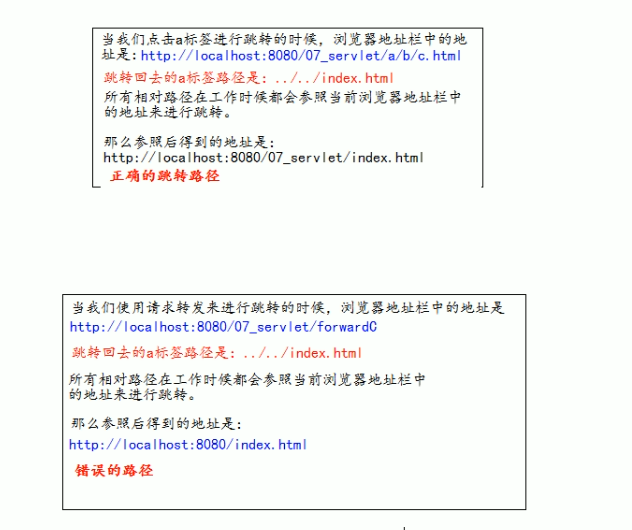 当我们点击a标签进行跳转的时候，浏览器地址栏中的地
址是：http://localhost:8080/07_servlet/a/b/c.html
跳转回去的a标签路径是：../../index.html
所有相对路径在工作时候都会参照当前浏览器地址栏中
的地址来进行跳转。
那么参照后得到的地址是：
http://localhost:8080/07_servlet/index.html
正确的跳转路径
当我们使用请求转发来进行跳转的时候，浏览器地址栏中的地址是
http://localhost:8080/07_servlet/forwardC
跳转回去的a标签路径是：../../index.html
所有相对路径在工作时候都会参照当前浏览器地址栏中
的地址来进行跳转。
那么参照后得到的地址是：
http://localhost:8080/index.html
错误的路径